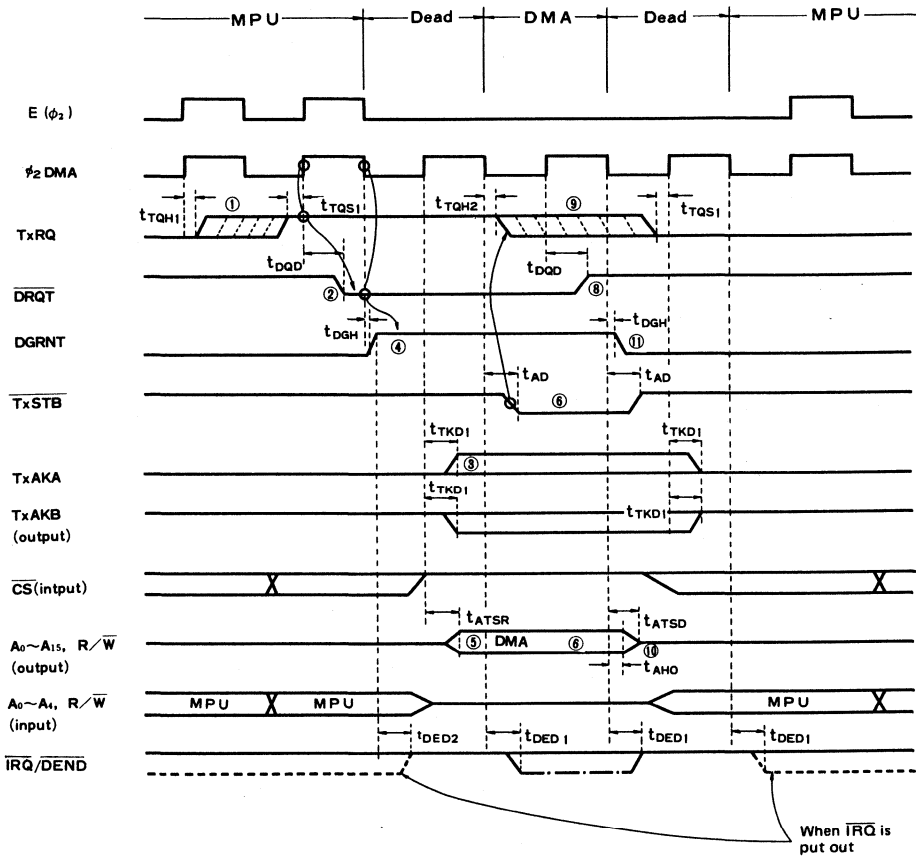 MPU Dead DMA Dead MPU
E (ϕ₂)
ϕ₂ DMA
tTQH1 ① tTQS1 tTQH2 ⑨ tTQS1
TxRQ
tDQD tDQD
DRQT ② ⑧
tDGH tDGH
DGRNT ④ ⑪
tAD tAD
TxSTB ⑥
tTKD1 tTKD1
TxAKA ③
tTKD1 tTKD1
TxAKB
(output)
CS(intput)
tATSR tATSD
A₀~A₁₅, R/W ⑤ DMA ⑥ ⑩
(output) tAHO
A₀~A₄, R/W MPU MPU MPU
(input)
tDED2 tDED1 tDED1 tDED1
IRQ/DEND
When IRQ is
put out